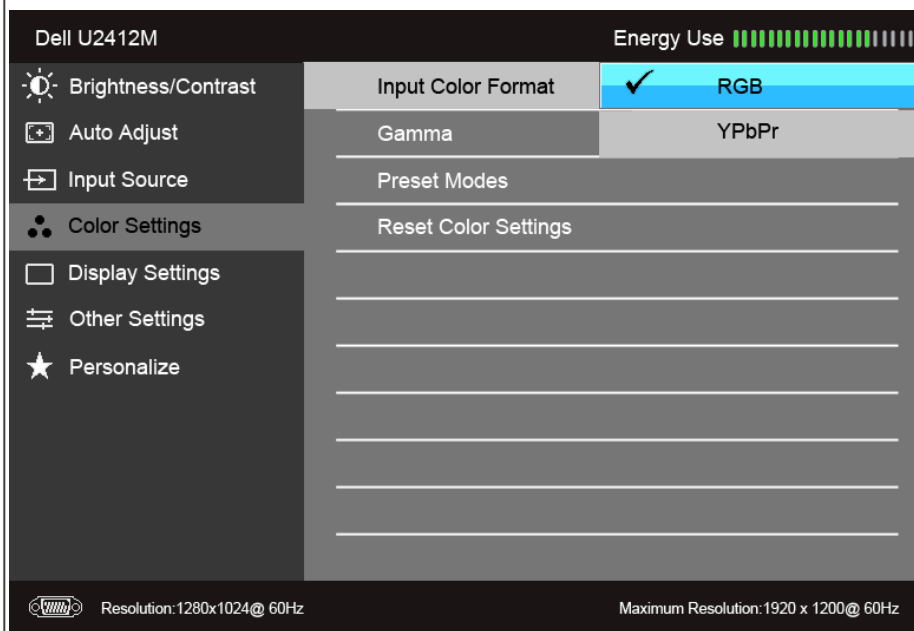 Dell U2412M Energy Use
Brightness/Contrast Input Color Format RGB
Auto Adjust Gamma YPbPr
Input Source Preset Modes
Color Settings Reset Color Settings
Display Settings
Other Settings
Personalize
Resolution:1280x1024@ 60Hz Maximum Resolution:1920 x 1200@ 60Hz